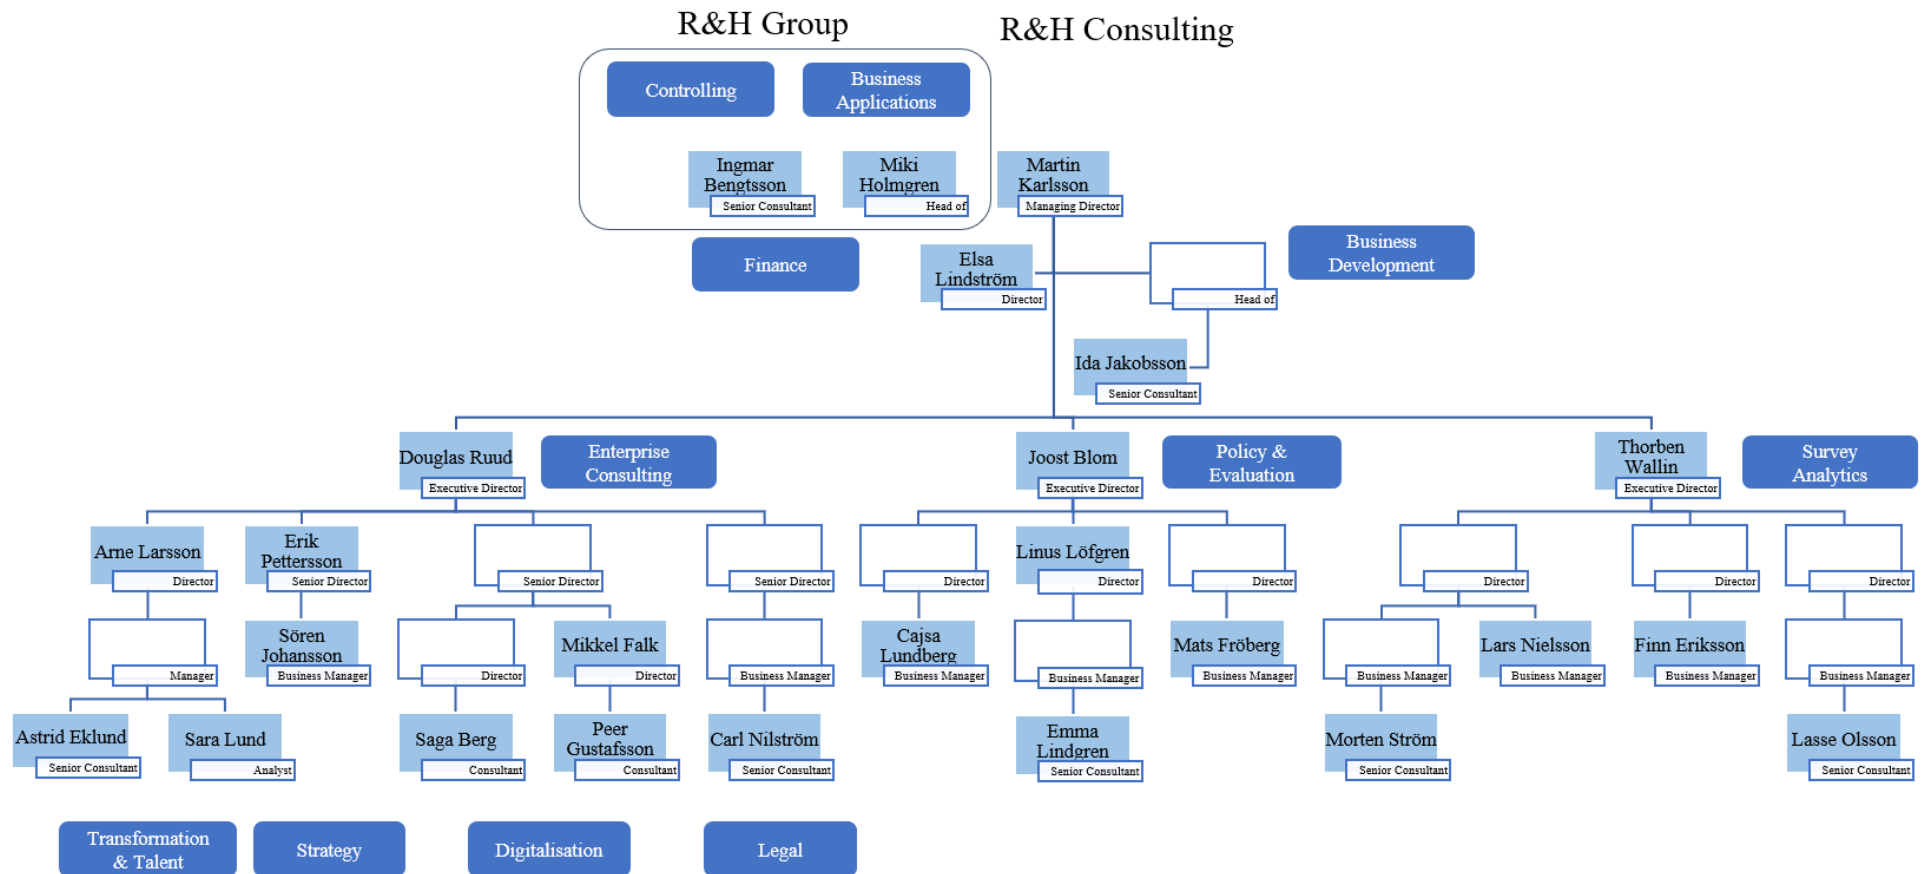 R&H Group
R&H Consulting
Controlling
Business
Applications
Ingmar
Bengtsson
Senior Consultant
Miki
Holmgren
Head of
Martin
Karlsson
Managing Director
Finance
Elsa
Lindström
Director
Head of
Business
Development
Ida Jakobsson
Senior Consultant
Douglas Ruud
Executive Director
Enterprise
Consulting
Joost Blom
Executive Director
Policy &
Evaluation
Thorben
Wallin
Executive Director
Survey
Analytics
Arne Larsson
Director
Erik
Pettersson
Senior Director
Senior Director
Senior Director
Director
Linus Löfgren
Director
Director
Director
Director
Director
Manager
Sören
Johansson
Business Manager
Director
Mikkel Falk
Director
Business Manager
Cajsa
Lundberg
Business Manager
Business Manager
Mats Fröberg
Business Manager
Business Manager
Lars Nielsson
Business Manager
Finn Eriksson
Business Manager
Business Manager
Astrid Eklund
Senior Consultant
Sara Lund
Analyst
Saga Berg
Consultant
Peer
Gustafsson
Consultant
Carl Nilström
Senior Consultant
Emma
Lindgren
Senior Consultant
Morten Ström
Senior Consultant
Lasse Olsson
Senior Consultant
Transformation
& Talent
Strategy
Digitalisation
Legal